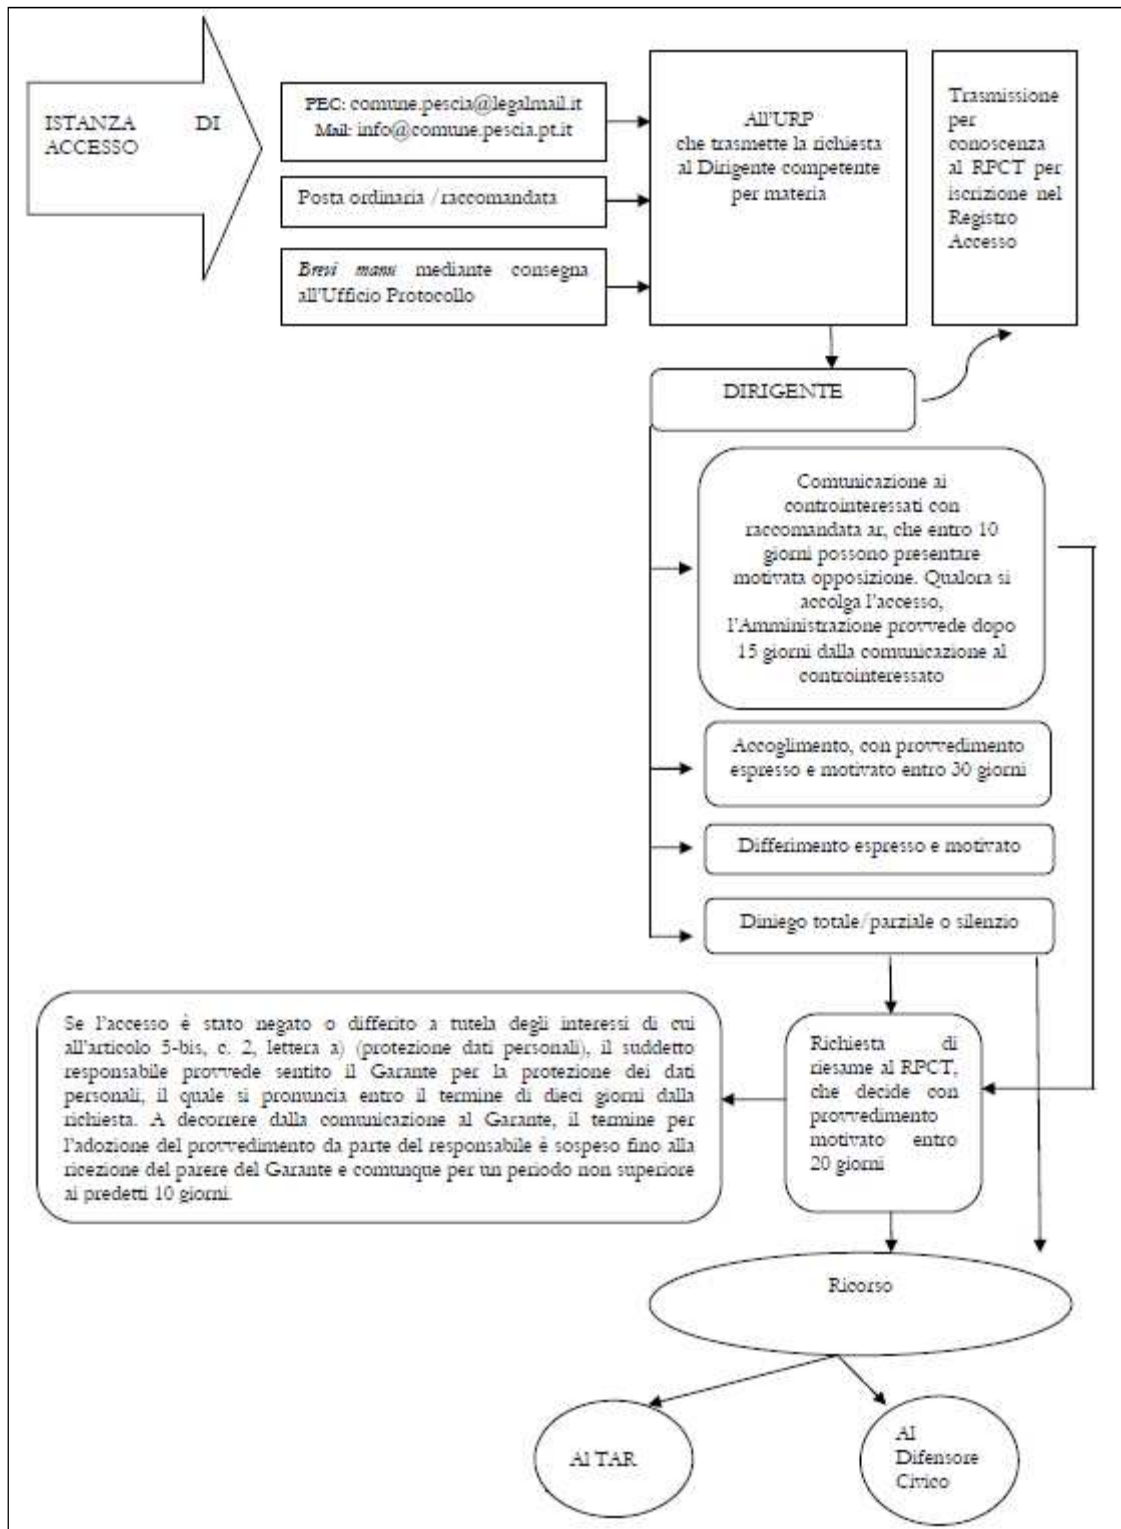 ISTANZA DI
ACCESSO
PEC: comune.pescia@legalmail.it
Mail: info@comune.pescia.pt.it
Posta ordinaria /raccomandata
Brevi manu mediante consegna
all'Ufficio Protocollo
All'URP
che trasmette la richiesta
al Dirigente competente
per materia
Trasmissione
per
conoscenza
al RPCT per
iscrizione nel
Registro
Accesso
DIRIGENTE
Comunicazione ai
controinteressati con
raccomandata ar, che entro 10
giorni possono presentare
motivata opposizione. Qualora si
accolga l'accesso,
l'Amministrazione provvede dopo
15 giorni dalla comunicazione al
controinteressato
Accoglimento, con provvedimento
espresso e motivato entro 30 giorni
Differimento espresso e motivato
Diniego totale/parziale o silenzio
Se l'accesso è stato negato o differito a tutela degli interessi di cui
all'articolo 5-bis, c. 2, lettera a) (protezione dati personali), il suddetto
responsabile provvede sentito il Garante per la protezione dei dati
personali, il quale si pronuncia entro il termine di dieci giorni dalla
richiesta. A decorrere dalla comunicazione al Garante, il termine per
l'adozione del provvedimento da parte del responsabile è sospeso fino alla
ricezione del parere del Garante e comunque per un periodo non superiore
ai predetti 10 giorni.
Richiesta di
riesame al RPCT,
che decide con
provvedimento
motivato entro
20 giorni
Ricorso
Al TAR
Al
Difensore
Civico